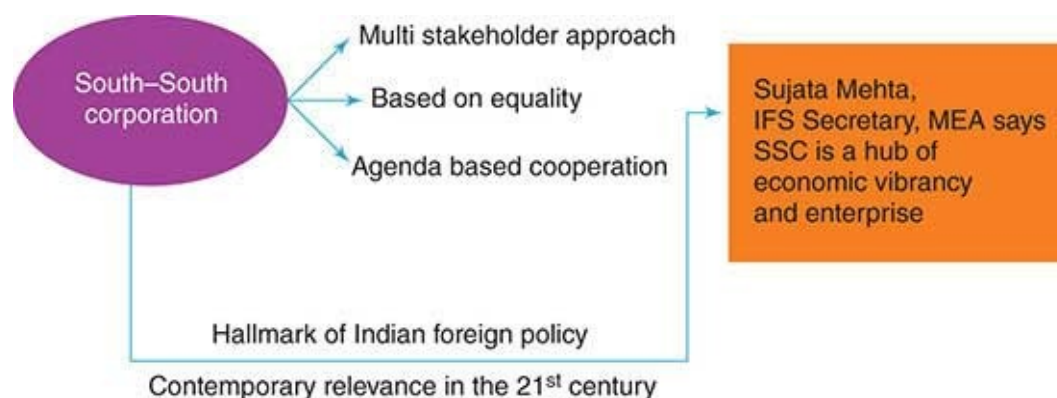 South–South
corporation
Multi stakeholder approach
Based on equality
Agenda based cooperation
Sujata Mehta,
IFS Secretary, MEA says
SSC is a hub of
economic vibrancy
and enterprise
Hallmark of Indian foreign policy
Contemporary relevance in the 21st century